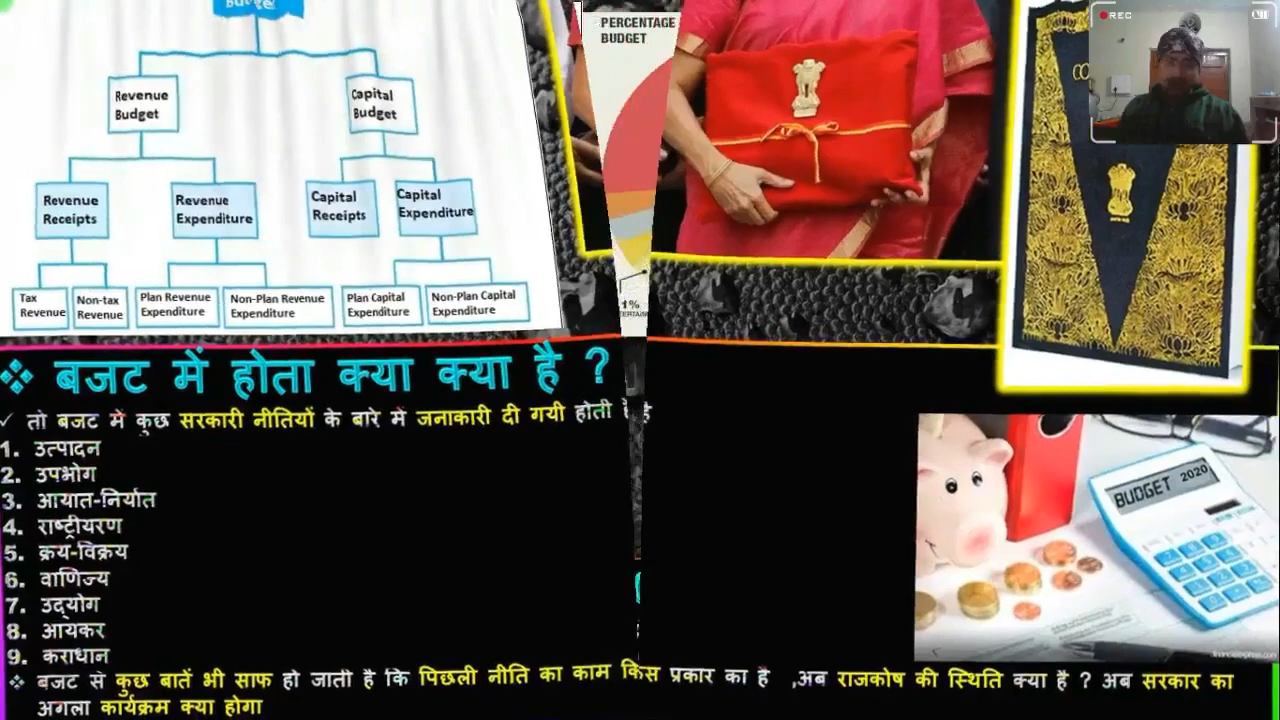 Budget
Revenue Budget
Capital Budget
Revenue Receipts
Revenue Expenditure
Capital Receipts
Capital Expenditure
Tax Revenue
Non-tax Revenue
Plan Revenue Expenditure
Non-Plan Revenue Expenditure
Plan Capital Expenditure
Non-Plan Capital Expenditure
PERCENTAGE
BUDGET
1%
REC
❖ बजट में होता क्या क्या है ?
✓ तो बजट में कुछ सरकारी नीतियों के बारे में जनाकारी दी गयी होती है
1. उत्पादन
2. उपभोग
3. आयात-निर्यात
4. राष्ट्रीयरण
5. क्रय-विक्रय
6. वाणिज्य
7. उद्योग
8. आयकर
9. कराधान
❖ बजट से कुछ बातें भी साफ हो जाती है कि पिछली नीति का काम किस प्रकार का है ,अब राजकोष की स्थिति क्या है ? अब सरकार का
अगला कार्यक्रम क्या होगा
BUDGET 2020
financialexpress.com